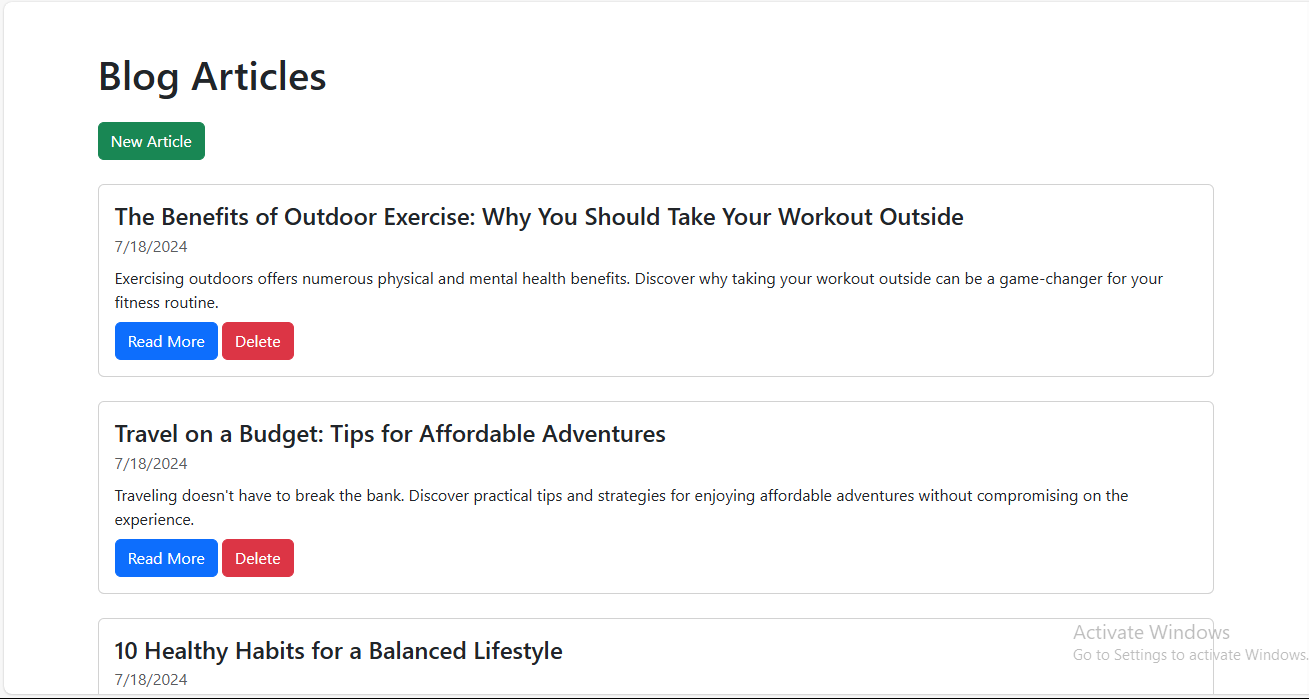 Blog Articles
New Article
The Benefits of Outdoor Exercise: Why You Should Take Your Workout Outside
7/18/2024
Exercising outdoors offers numerous physical and mental health benefits. Discover why taking your workout outside can be a game-changer for your
fitness routine.
Read More Delete
Travel on a Budget: Tips for Affordable Adventures
7/18/2024
Traveling doesn't have to break the bank. Discover practical tips and strategies for enjoying affordable adventures without compromising on the
experience.
Read More Delete
10 Healthy Habits for a Balanced Lifestyle
7/18/2024
Activate Windows
Go to Settings to activate Windows.